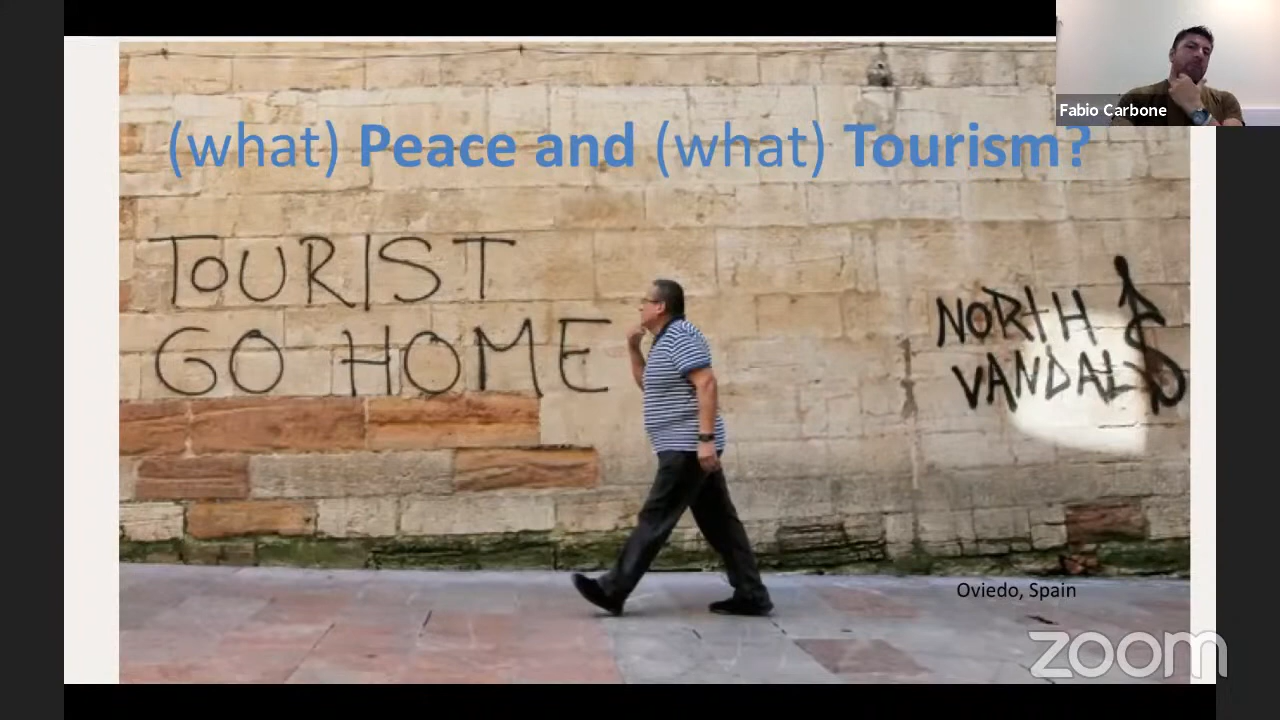 Fabio Carbone
(what) Peace and (what) Tourism?
TOURIST
GO HOME
NORTH
VANDALS
Oviedo, Spain
zoom